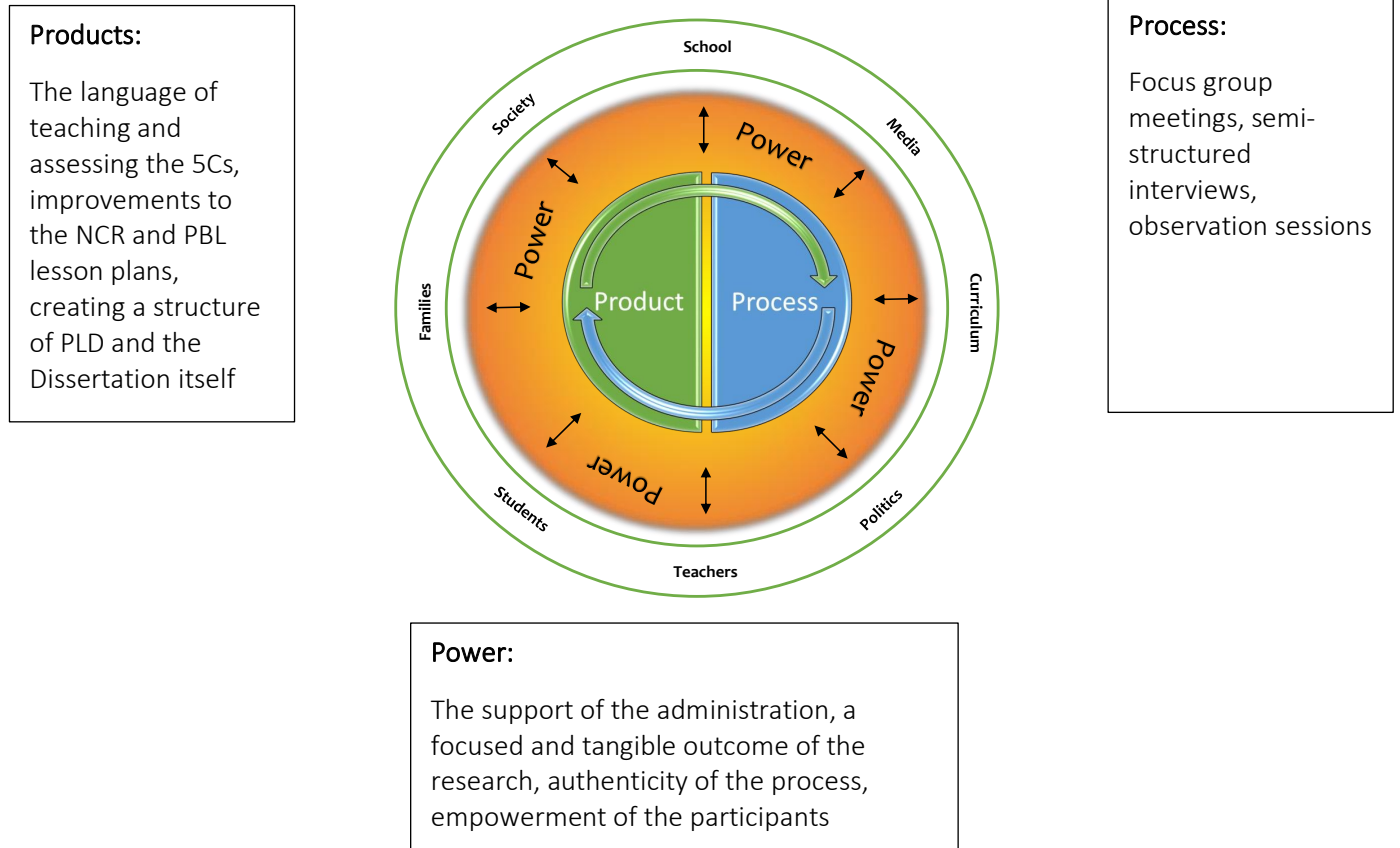 Products:
The language of
teaching and
assessing the 5Cs,
improvements to
the NCR and PBL
lesson plans,
creating a structure
of PLD and the
Dissertation itself
School
Society
Media
Families
Curriculum
Students
Politics
Teachers
Power
Power
Power
Power
Product
Process
Process:
Focus group
meetings, semi-
structured
interviews,
observation sessions
Power:
The support of the administration, a
focused and tangible outcome of the
research, authenticity of the process,
empowerment of the participants